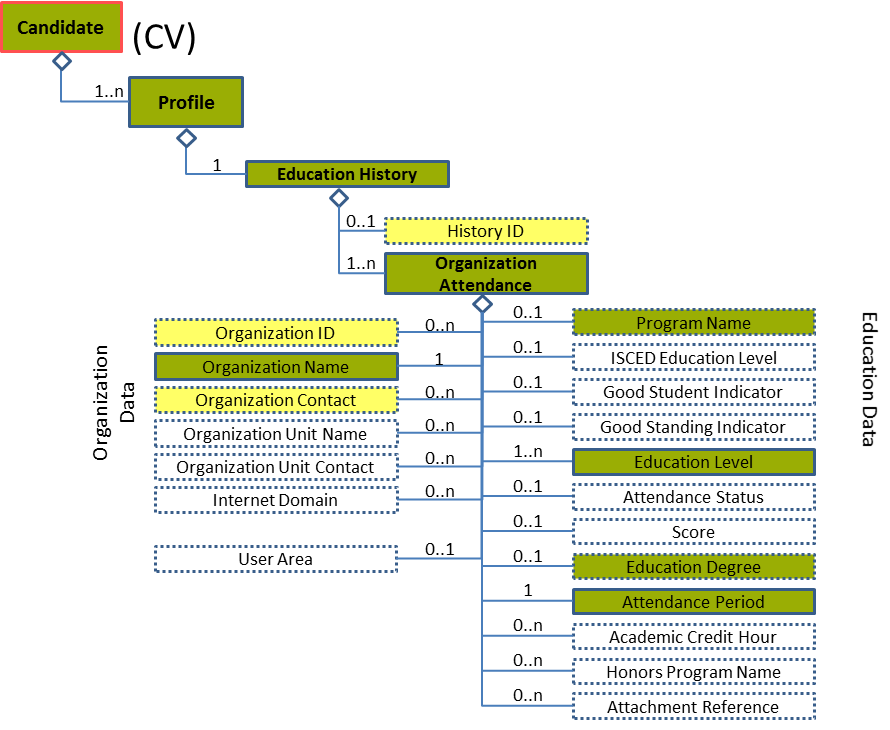 Candidate
(CV)
1..n
Profile
1
Education History
0..1
History ID
1..n
Organization
Attendance
Organization
Data
Organization ID
0..n
Organization Name
1
Organization Contact
0..n
Organization Unit Name
0..n
Organization Unit Contact
0..n
Internet Domain
0..n
User Area
0..1
0..1
Program Name
0..1
ISCED Education Level
0..1
Good Student Indicator
0..1
Good Standing Indicator
1..n
Education Level
0..1
Attendance Status
0..1
Score
0..1
Education Degree
1
Attendance Period
0..n
Academic Credit Hour
0..n
Honors Program Name
0..n
Attachment Reference
Education Data